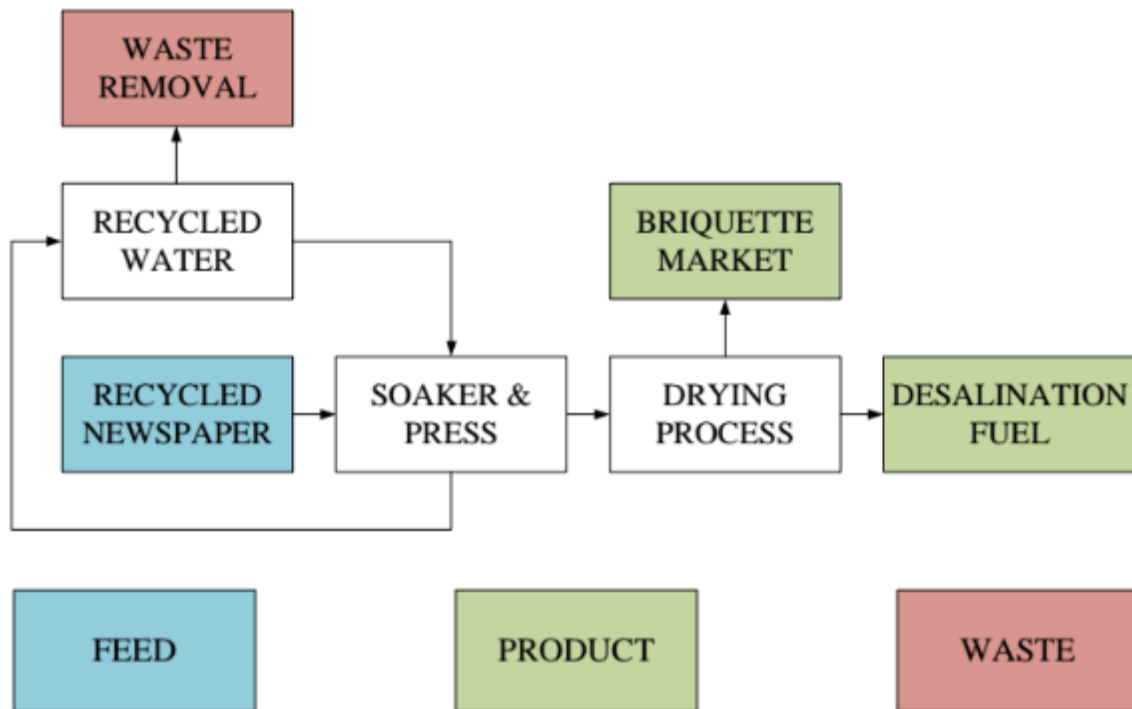 WASTE
REMOVAL
RECYCLED
WATER
BRIQUETTE
MARKET
RECYCLED
NEWSPAPER
SOAKER &
PRESS
DRYING
PROCESS
DESALINATION
FUEL
FEED
PRODUCT
WASTE